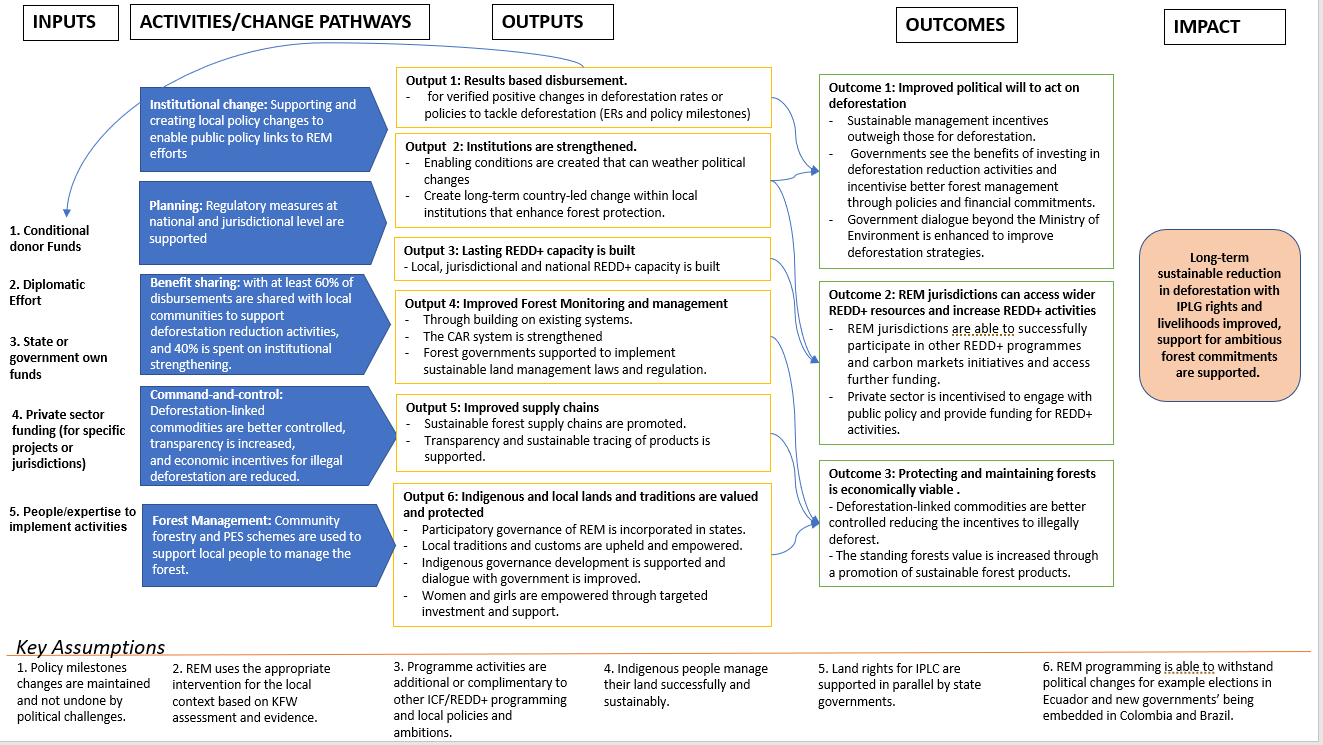 INPUTS
ACTIVITIES/CHANGE PATHWAYS
OUTPUTS
OUTCOMES
IMPACT
1. Conditional
donor Funds
2. Diplomatic
Effort
3. State or
government own
funds
4. Private sector
funding (for specific
projects or
jurisdictions)
5. People/expertise to
implement activities
Institutional change: Supporting and
creating local policy changes to
enable public policy links to REM
efforts
Planning: Regulatory measures at
national and jurisdictional level are
supported
Benefit sharing: with at least 60% of
disbursements are shared with local
communities to support
deforestation reduction activities,
and 40% is spent on institutional
strengthening.
Command-and-control:
Deforestation-linked
commodities are better controlled,
transparency is increased,
and economic incentives for illegal
deforestation are reduced.
Forest Management: Community
forestry and PES schemes are used to
support local people to manage the
forest.
Output 1: Results based disbursement.
- for verified positive changes in deforestation rates or
policies to tackle deforestation (ERs and policy milestones)
Output 2: Institutions are strengthened.
- Enabling conditions are created that can weather political
changes
- Create long-term country-led change within local
institutions that enhance forest protection.
Output 3: Lasting REDD+ capacity is built
- Local, jurisdictional and national REDD+ capacity is built
Output 4: Improved Forest Monitoring and management
- Through building on existing systems.
- The CAR system is strengthened
- Forest governments supported to implement
sustainable land management laws and regulation.
Output 5: Improved supply chains
- Sustainable forest supply chains are promoted.
- Transparency and sustainable tracing of products is
supported.
Output 6: Indigenous and local lands and traditions are valued
and protected
- Participatory governance of REM is incorporated in states.
- Local traditions and customs are upheld and empowered.
- Indigenous governance development is supported and
dialogue with government is improved.
- Women and girls are empowered through targeted
investment and support.
Outcome 1: Improved political will to act on
deforestation
- Sustainable management incentives
outweigh those for deforestation.
- Governments see the benefits of investing in
deforestation reduction activities and
incentivise better forest management
through policies and financial commitments.
- Government dialogue beyond the Ministry of
Environment is enhanced to improve
deforestation strategies.
Outcome 2: REM jurisdictions can access wider
REDD+ resources and increase REDD+ activities
- REM jurisdictions are able to successfully
participate in other REDD+ programmes
and carbon markets initiatives and access
further funding.
- Private sector is incentivised to engage with
public policy and provide funding for REDD+
activities.
Outcome 3: Protecting and maintaining forests
is economically viable .
- Deforestation-linked commodities are better
controlled reducing the incentives to illegally
deforest.
- The standing forests value is increased through
a promotion of sustainable forest products.
Long-term
sustainable reduction
in deforestation with
IPLG rights and
livelihoods improved,
support for ambitious
forest commitments
are supported.
Key Assumptions
1. Policy milestones
changes are maintained
and not undone by
political challenges.
2. REM uses the appropriate
intervention for the local
context based on KFW
assessment and evidence.
3. Programme activities are
additional or complimentary to
other ICF/REDD+ programming
and local policies and
ambitions.
4. Indigenous people manage
their land successfully and
sustainably.
5. Land rights for IPLC are
supported in parallel by state
governments.
6. REM programming is able to withstand
political changes for example elections in
Ecuador and new governments' being
embedded in Colombia and Brazil.